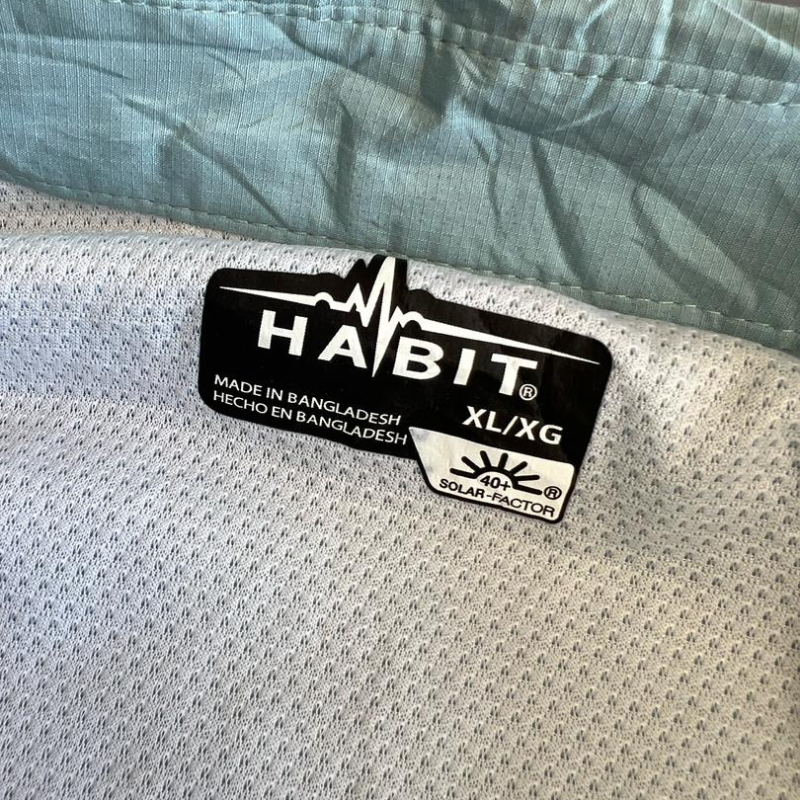 HABIT®
MADE IN BANGLADESH
HECHO EN BANGLADESH
XL/XG
40+
SOLAR-FACTOR®